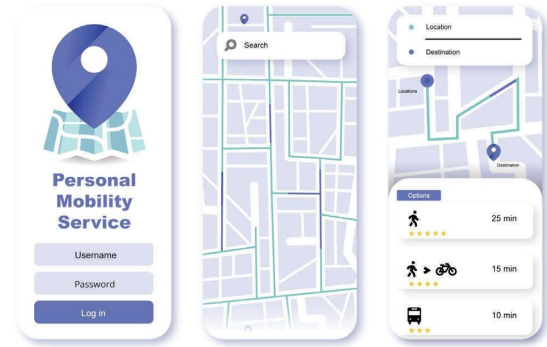 Personal
Mobility
Service
Username
Password
Log in
Search
Location
Destination
Locations
Destination
Options
25 min
15 min
10 min